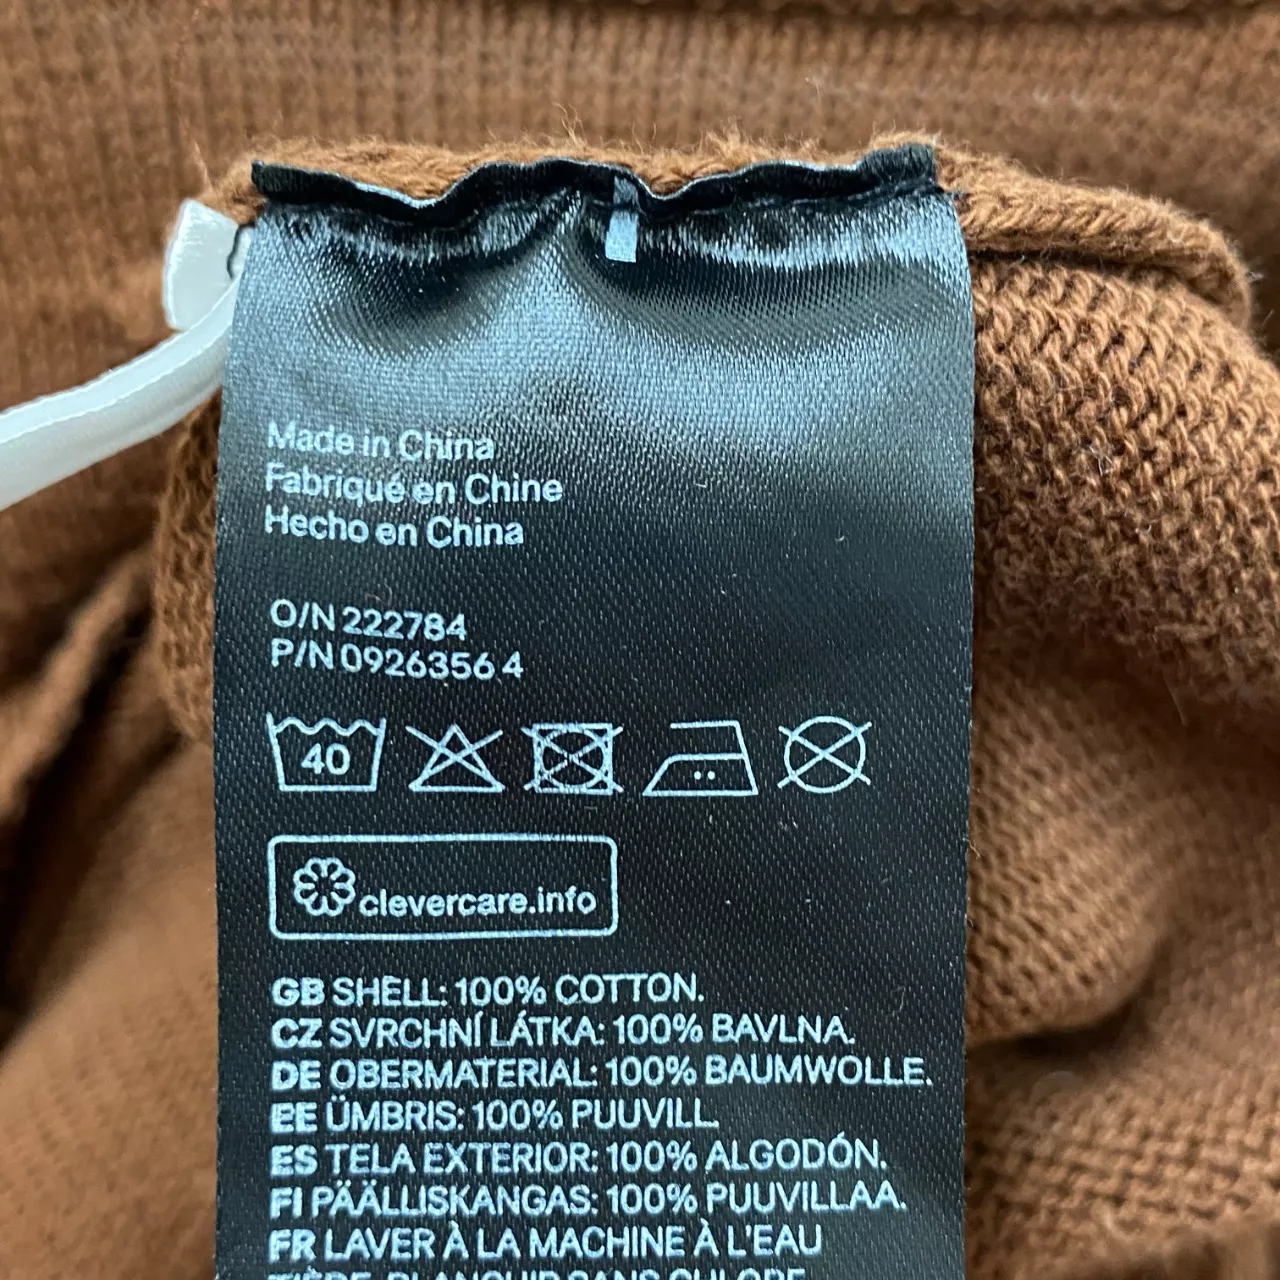 Made in China
Fabriqué en Chine
Hecho en China
O/N 222784
P/N 09263564
40
clevercare.info
GB SHELL: 100% COTTON.
CZ SVRCHNÍ LÁTKA: 100% BAVLNA.
DE OBERMATERIAL: 100% BAUMWOLLE.
EE ÜMBRIS: 100% PUUVILL
ES TELA EXTERIOR: 100% ALGODÓN.
FI PÄÄLLISKANGAS: 100% PUUVILLAA.
FR LAVER À LA MACHINE À L'EAU